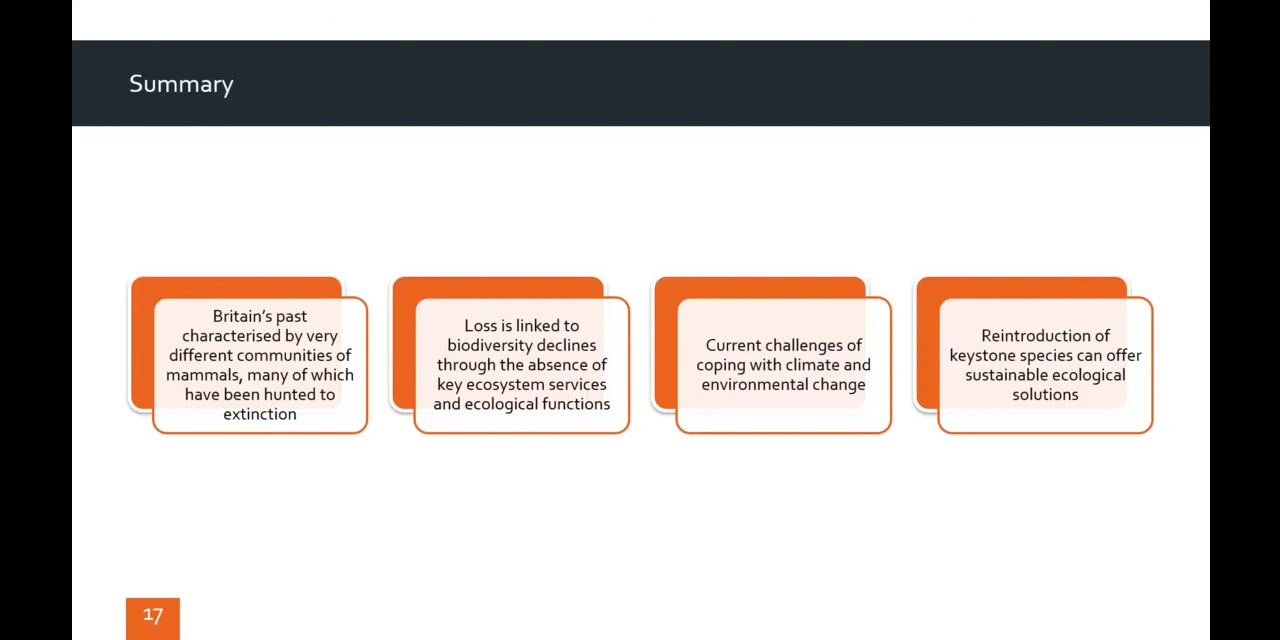 Summary
Britain’s past
characterised by very
different communities of
mammals, many of which
have been hunted to
extinction
Loss is linked to
biodiversity declines
through the absence of
key ecosystem services
and ecological functions
Current challenges of
coping with climate and
environmental change
Reintroduction of
keystone species can offer
sustainable ecological
solutions
17